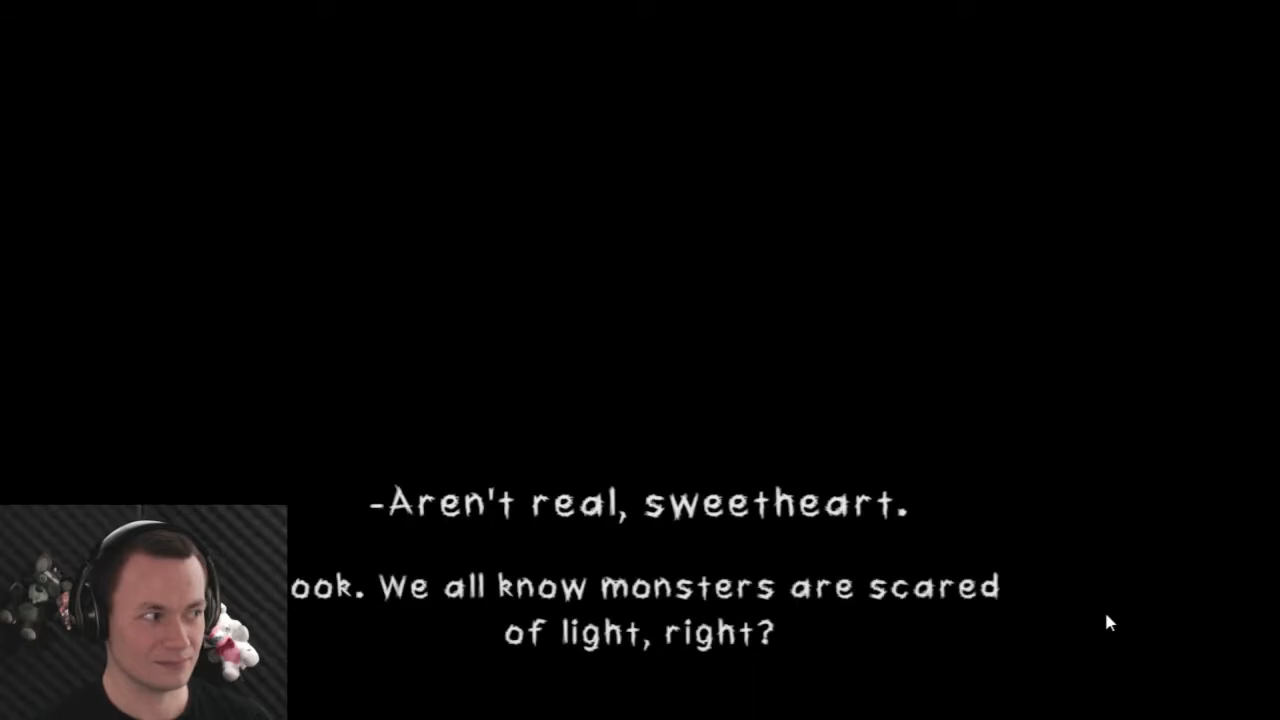 -Aren't real, sweetheart.
ook. We all know monsters are scared
of light, right?